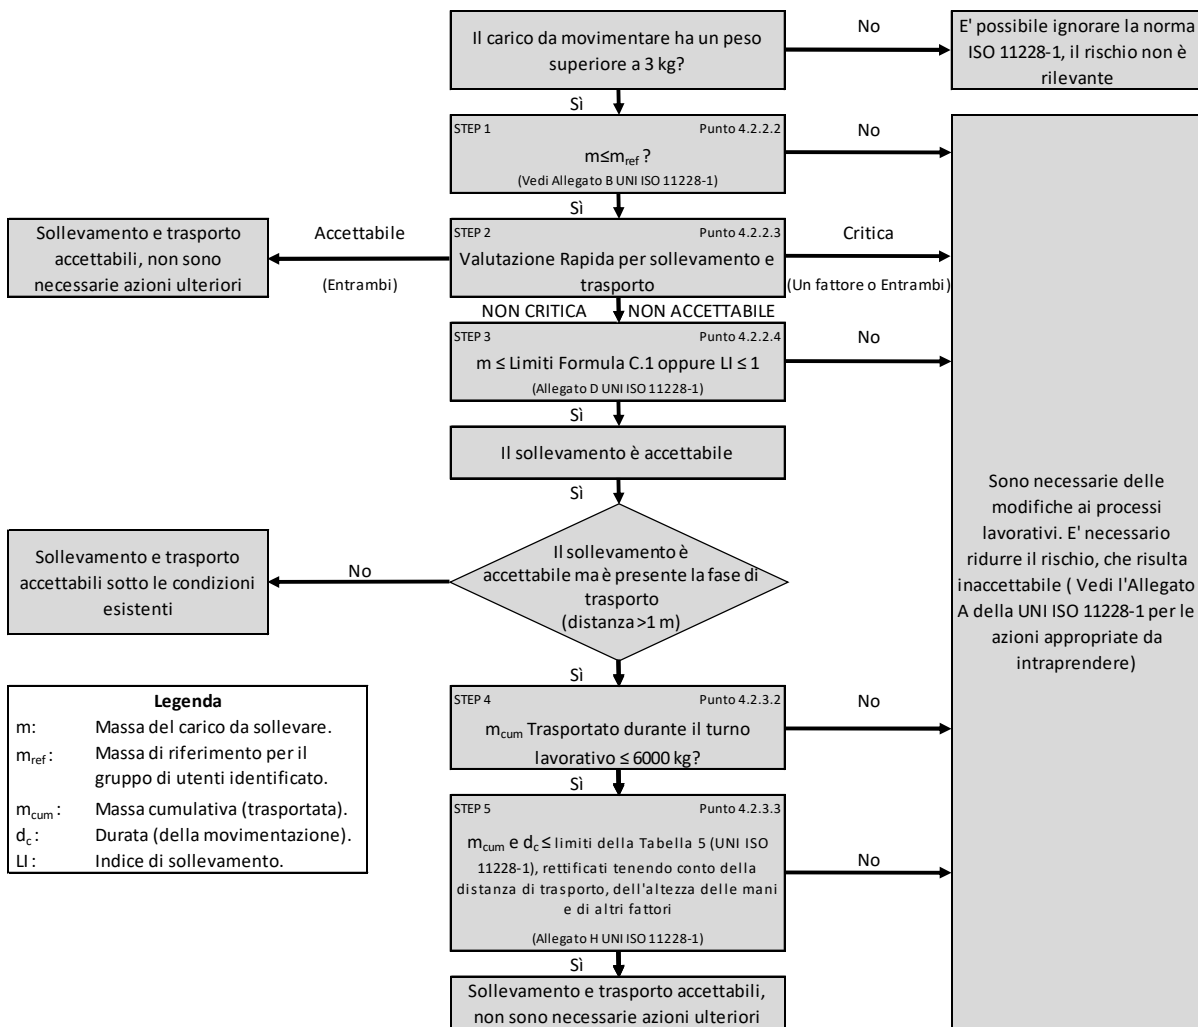 Il carico da movimentare ha un peso
superiore a 3 kg?
No
E' possibile ignorare la norma
ISO 11228-1, il rischio non è
rilevante
Sì
STEP 1
Punto 4.2.2.2
m≤mref ?
(Vedi Allegato B UNI ISO 11228-1)
No
Sì
Sollevamento e trasporto
accettabili, non sono
necessarie azioni ulteriori
Accettabile
(Entrambi)
STEP 2
Punto 4.2.2.3
Valutazione Rapida per sollevamento e
trasporto
Critica
(Un fattore o Entrambi)
NON CRITICA
NON ACCETTABILE
STEP 3
Punto 4.2.2.4
m ≤ Limiti Formula C.1 oppure LI ≤ 1
(Allegato D UNI ISO 11228-1)
No
Sì
Il sollevamento è accettabile
Sì
Sollevamento e trasporto
accettabili sotto le condizioni
esistenti
No
Il sollevamento è
accettabile ma è presente la fase di
trasporto
(distanza >1 m)
Sono necessarie delle
modifiche ai processi
lavorativi. E' necessario
ridurre il rischio, che risulta
inaccettabile ( Vedi l'Allegato
A della UNI ISO 11228-1 per le
azioni appropriate da
intraprendere)
Sì
STEP 4
Punto 4.2.3.2
mcum Trasportato durante il turno
lavorativo ≤ 6000 kg?
No
Sì
STEP 5
Punto 4.2.3.3
mcum e dc ≤ limiti della Tabella 5 (UNI ISO
11228-1), rettificati tenendo conto della
distanza di trasporto, dell'altezza delle mani
e di altri fattori
(Allegato H UNI ISO 11228-1)
No
Sì
Sollevamento e trasporto accettabili,
non sono necessarie azioni ulteriori
Legenda
m: Massa del carico da sollevare.
mref : Massa di riferimento per il
gruppo di utenti identificato.
mcum : Massa cumulativa (trasportata).
dc : Durata (della movimentazione).
LI : Indice di sollevamento.